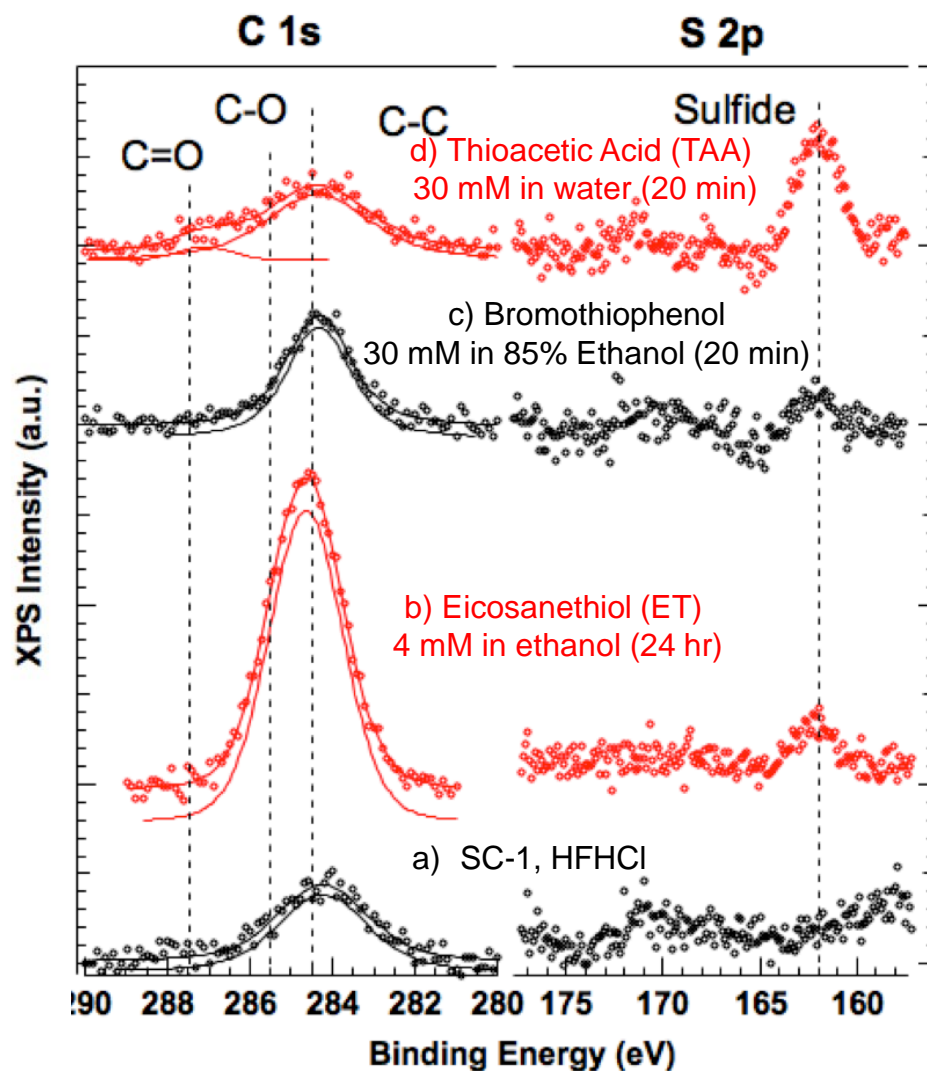 C 1s
S 2p
C-O
C=O
C-C
Sulfide
d) Thioacetic Acid (TAA)
30 mM in water (20 min)
c) Bromothiophenol
30 mM in 85% Ethanol (20 min)
b) Eicosanethiol (ET)
4 mM in ethanol (24 hr)
a) SC-1, HFHCl
XPS Intensity (a.u.)
290 288 286 284 282 280 175 170 165 160
Binding Energy (eV)